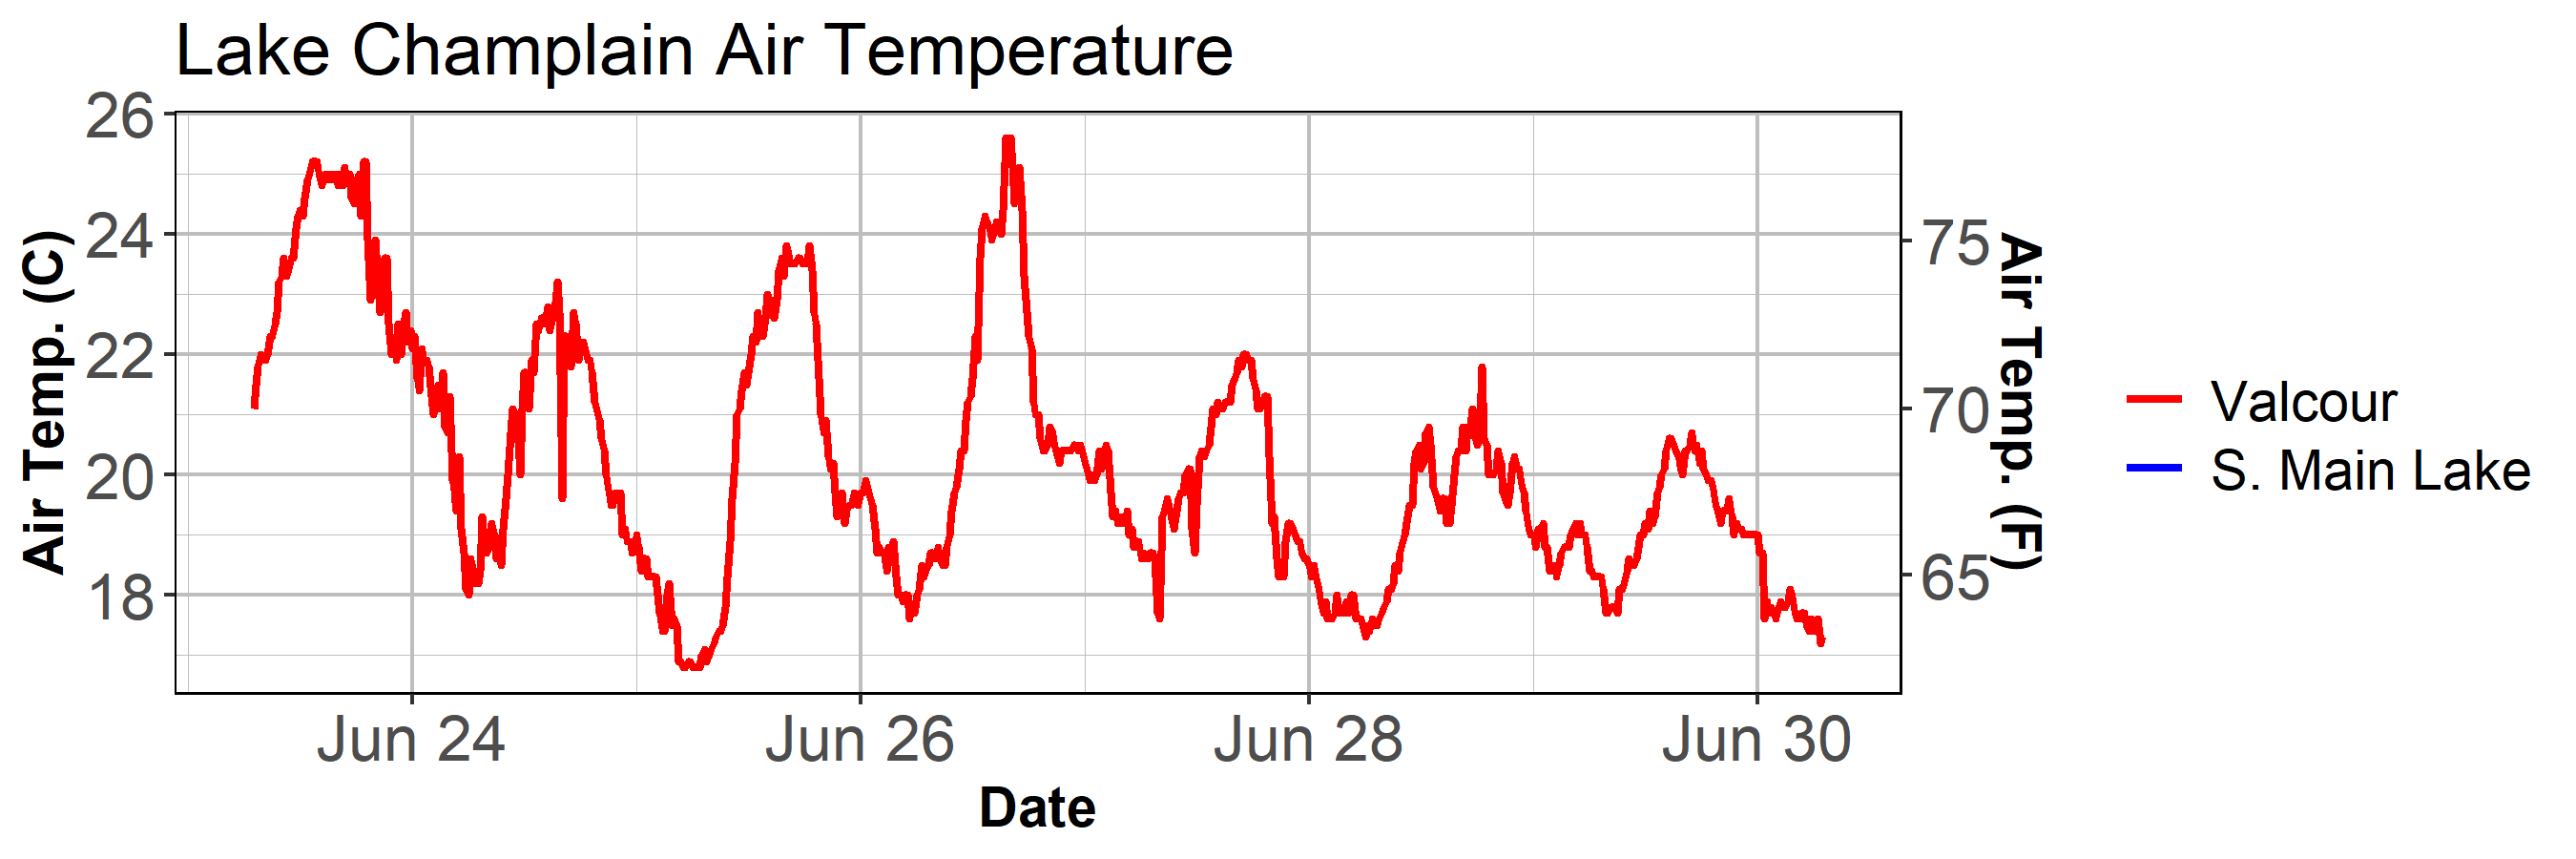 Lake Champlain Air Temperature
26
24
22
20
18
Air Temp. (C)
75
70
65
Air Temp. (F)
Jun 24
Jun 26
Jun 28
Jun 30
Date
Valcour
S. Main Lake